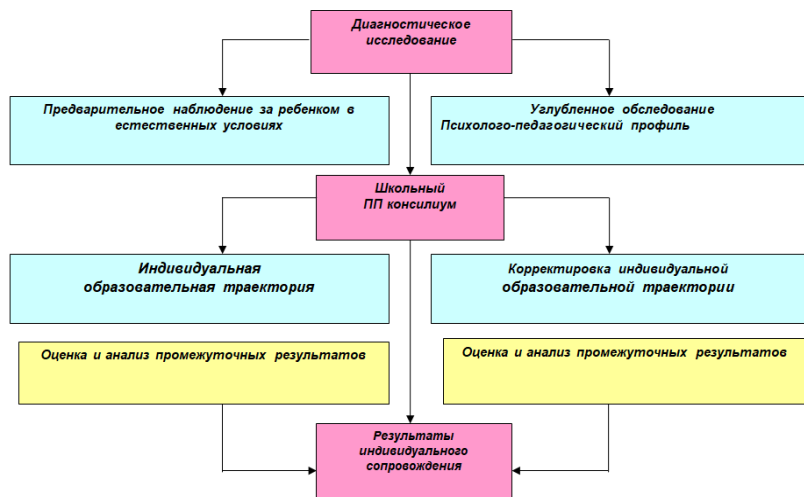 Диагностическое
исследование
Предварительное наблюдение за ребенком в
естественных условиях
Углубленное обследование
Психолого-педагогический профиль
Школьный
ПП консилиум
Индивидуальная
образовательная траектория
Корректировка индивидуальной
образовательной траектории
Оценка и анализ промежуточных результатов
Оценка и анализ промежуточных результатов
Результаты
индивидуального
сопровождения